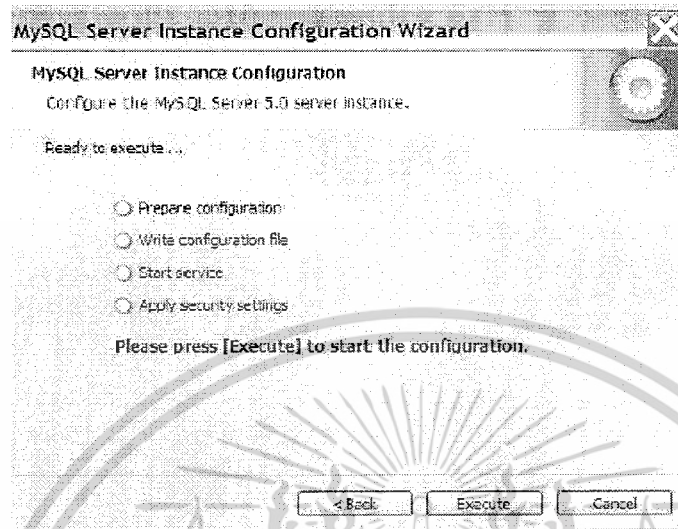 MySQL Server Instance Configuration Wizard
MySQL Server Instance Configuration
Configure the MySQL Server 5.0 server instance.
Ready to execute ...
Prepare configuration
Write configuration file
Start service
Apply security settings
Please press [Execute] to start the configuration.
< Back
Execute
Cancel